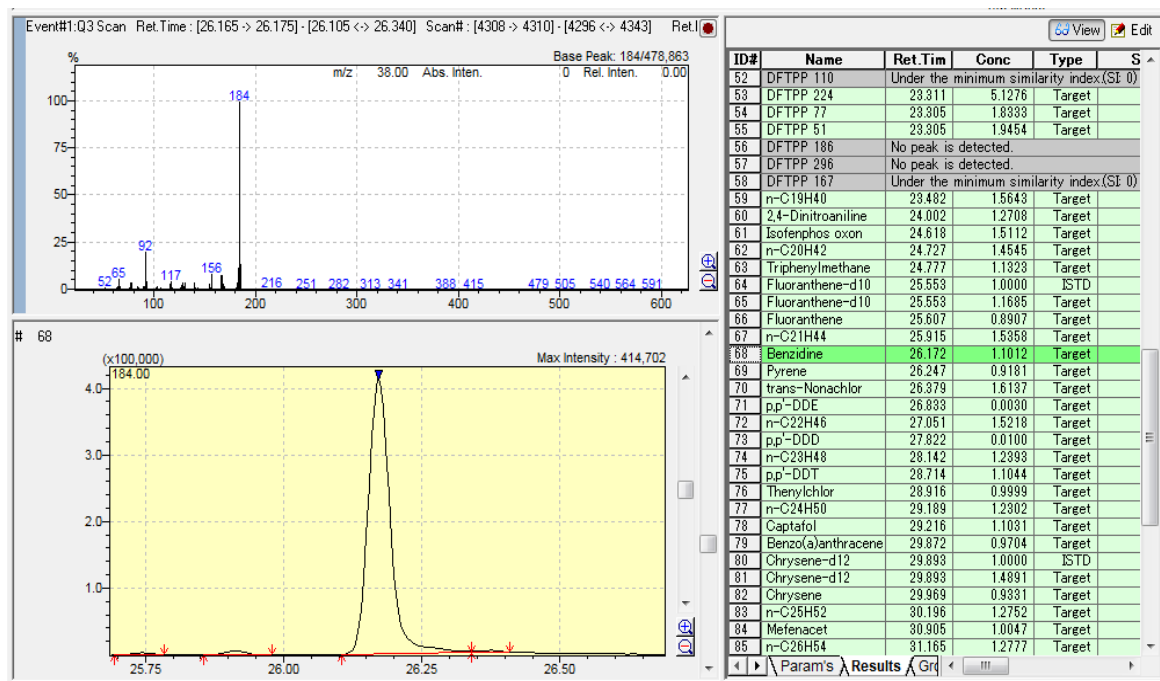 Event#1:Q3 Scan Ret.Time : [26.165 -> 26.175] - [26.105 <-> 26.340] Scan# : [4308 -> 4310] - [4296 <-> 4343] Ret.I
View Edit
% Base Peak: 184/478,863
m/z 38.00 Abs. Inten. 0 Rel. Inten. 0.00
184
100
75
50
25
92
52 65 117 156 216 251 282 313 341 388 415 479 505 540 564 591
0
100 200 300 400 500 600
# 68
(x100,000) Max Intensity : 414,702
184.00
4.0
3.0
2.0
1.0
25.75 26.00 26.25 26.50
ID# Name Ret.Tim Conc Type S
52 DFTPP 110 Under the minimum similarity index.(SI: 0)
53 DFTPP 224 23.311 5.1276 Target
54 DFTPP 77 23.305 1.8333 Target
55 DFTPP 51 23.305 1.9454 Target
56 DFTPP 186 No peak is detected.
57 DFTPP 296 No peak is detected.
58 DFTPP 167 Under the minimum similarity index.(SI: 0)
59 n-C19H40 23.482 1.5643 Target
60 2,4-Dinitroaniline 24.002 1.2708 Target
61 Isofenphos oxon 24.618 1.5112 Target
62 n-C20H42 24.727 1.4545 Target
63 Triphenylmethane 24.777 1.1323 Target
64 Fluoranthene-d10 25.553 1.0000 ISTD
65 Fluoranthene-d10 25.553 1.1685 Target
66 Fluoranthene 25.607 0.8907 Target
67 n-C21H44 25.915 1.5358 Target
68 Benzidine 26.172 1.1012 Target
69 Pyrene 26.247 0.9181 Target
70 trans-Nonachlor 26.379 1.6137 Target
71 p,p'-DDE 26.833 0.0030 Target
72 n-C22H46 27.051 1.5218 Target
73 p,p'-DDD 27.822 0.0100 Target
74 n-C23H48 28.142 1.2393 Target
75 p,p'-DDT 28.714 1.1044 Target
76 Thenylchlor 28.916 0.9999 Target
77 n-C24H50 29.189 1.2302 Target
78 Captafol 29.216 1.1031 Target
79 Benzo(a)anthracene 29.872 0.9704 Target
80 Chrysene-d12 29.893 1.0000 ISTD
81 Chrysene-d12 29.893 1.4891 Target
82 Chrysene 29.969 0.9331 Target
83 n-C25H52 30.196 1.2752 Target
84 Mefenacet 30.905 1.0047 Target
85 n-C26H54 31.165 1.2777 Target
Param's Results Gr